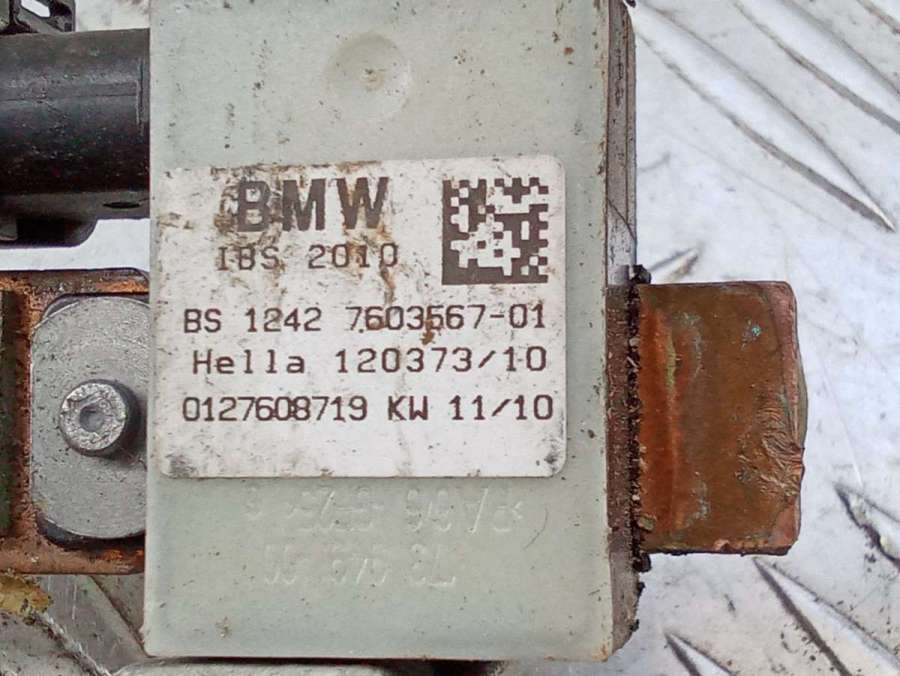 BMW
IBS 2010
BS 1242 7603567-01
Hella 120373/10
0127608719 KW 11/10